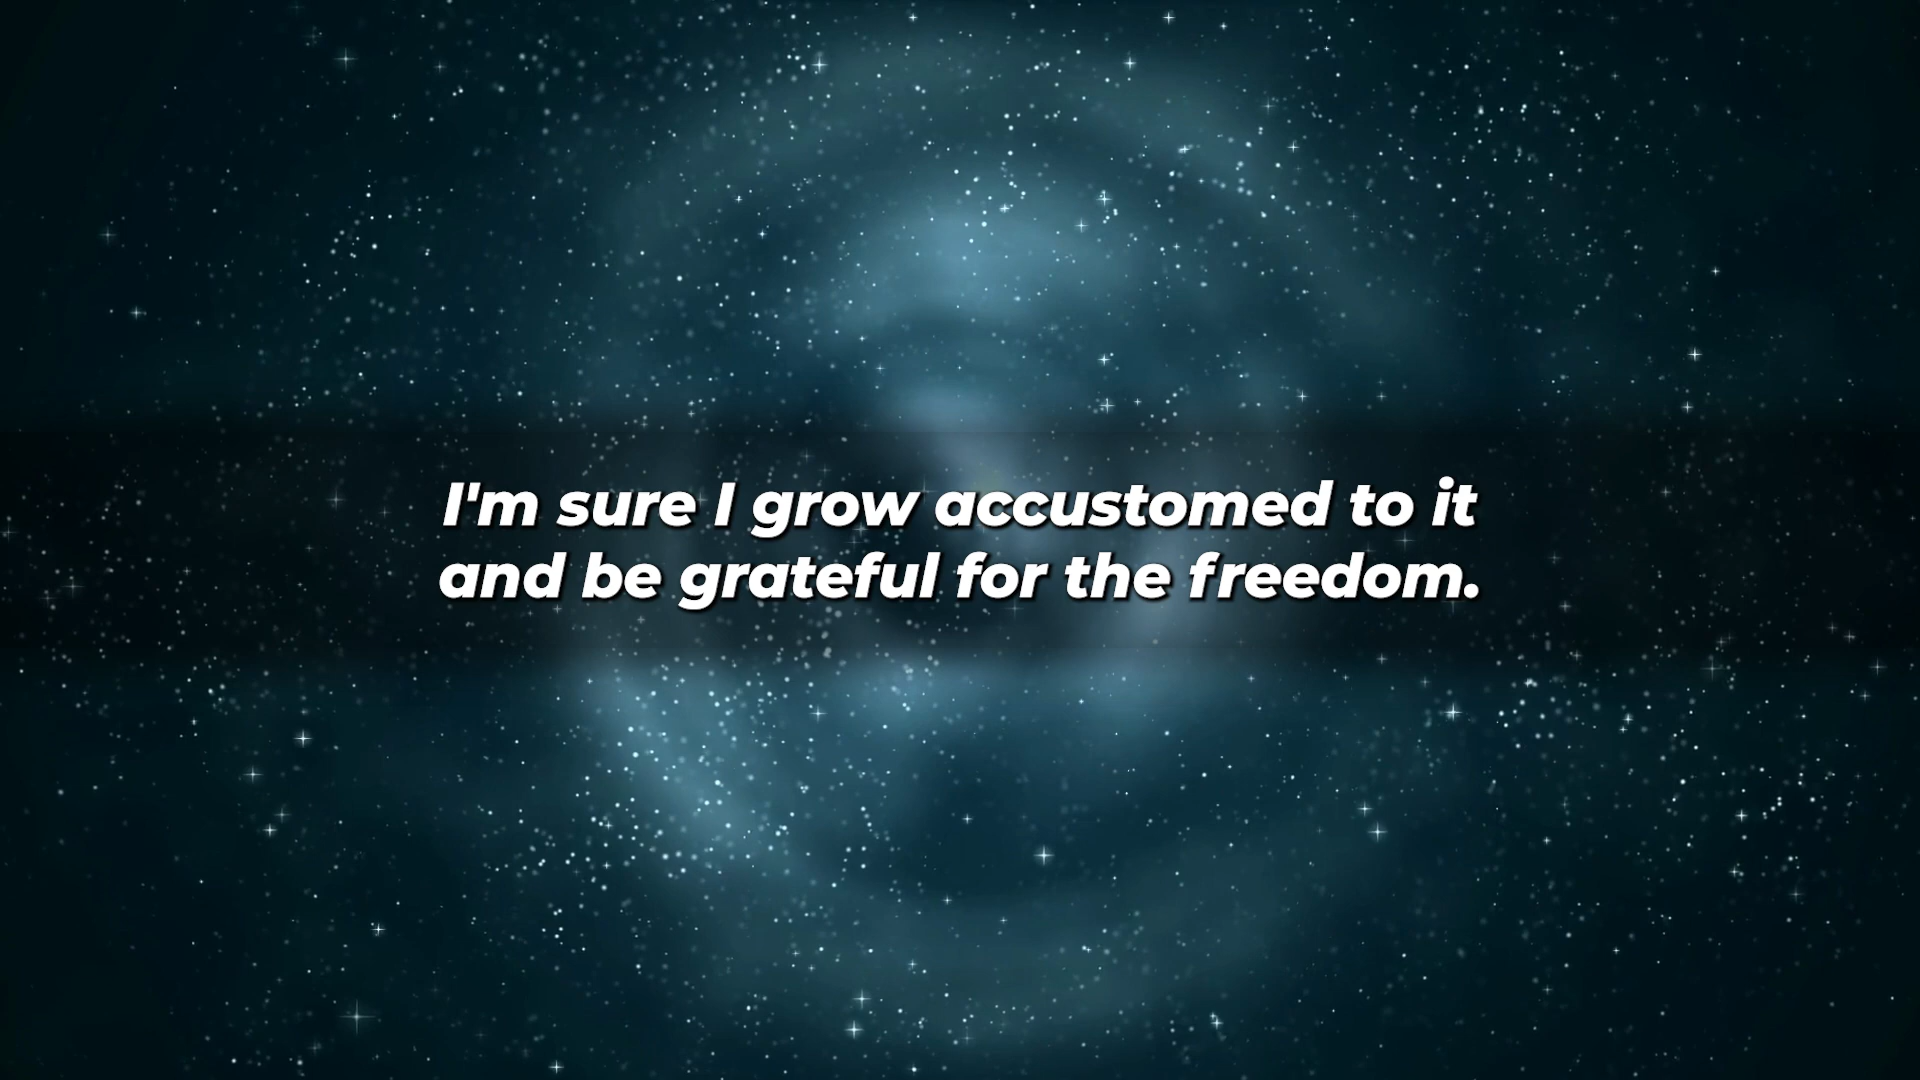 I'm sure I grow accustomed to it
and be grateful for the freedom.